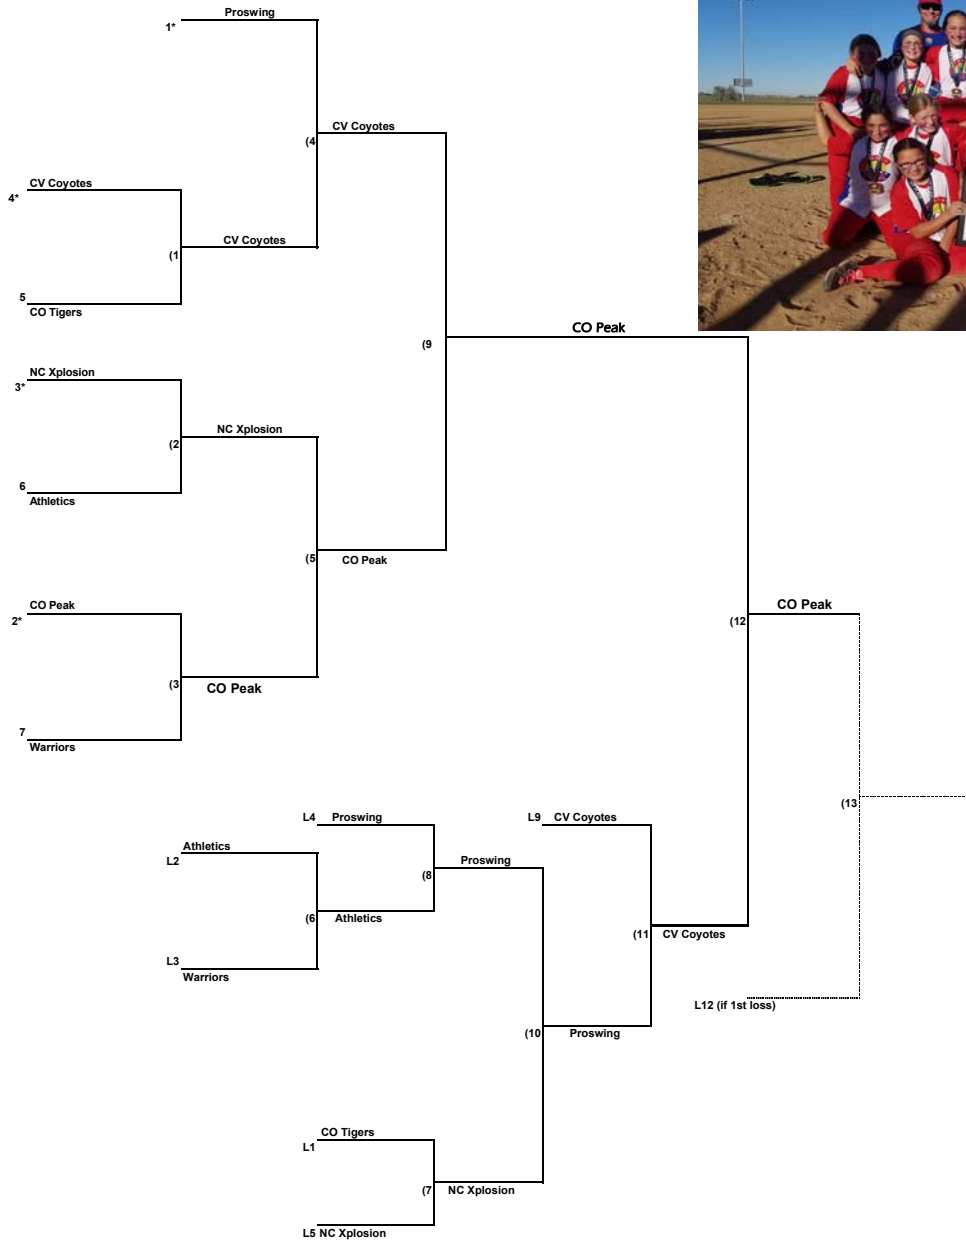 Proswing
1*
CV Coyotes
(4
CV Coyotes
4*
CV Coyotes
(1
5
CO Tigers
CO Peak
(9
NC Xplosion
3*
NC Xplosion
(2
6
Athletics
(5
CO Peak
CO Peak
2*
CO Peak
(12
(3
CO Peak
7
Warriors
(13
L4 Proswing
L9 CV Coyotes
Athletics
L2
Proswing
(8
(6 Athletics
(11 CV Coyotes
L3
Warriors
L12 (if 1st loss)
(10 Proswing
CO Tigers
L1
(7 NC Xplosion
L5 NC Xplosion